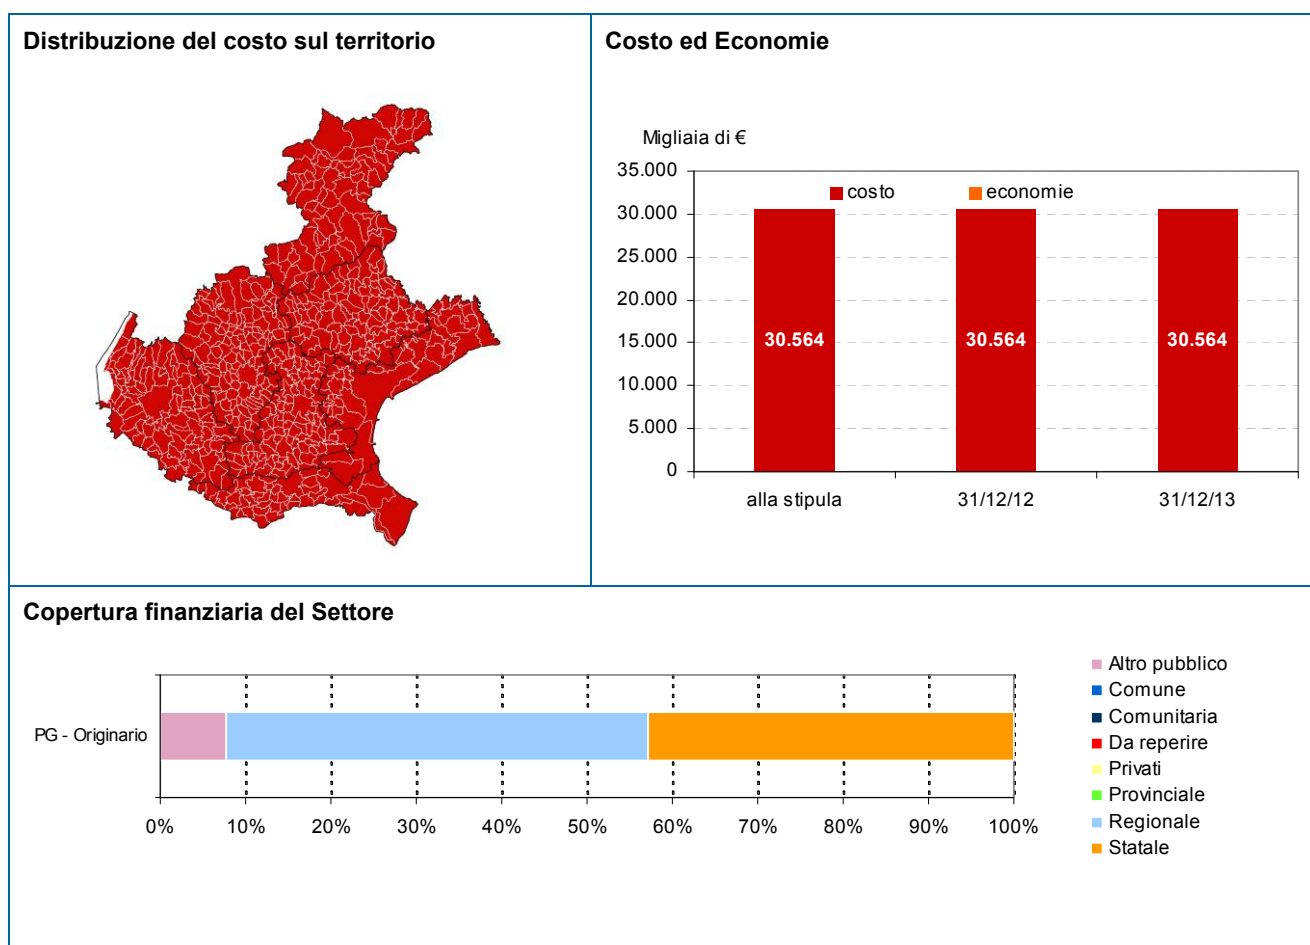 Distribuzione del costo sul territorio
Costo ed Economie
Migliaia di €
35.000
30.000
25.000
20.000
15.000
10.000
5.000
0
costo
economie
30.564
30.564
30.564
alla stipula
31/12/12
31/12/13
Copertura finanziaria del Settore
PG - Originario
0%
10%
20%
30%
40%
50%
60%
70%
80%
90%
100%
Altro pubblico
Comune
Comunitaria
Da reperire
Privati
Provinciale
Regionale
Statale